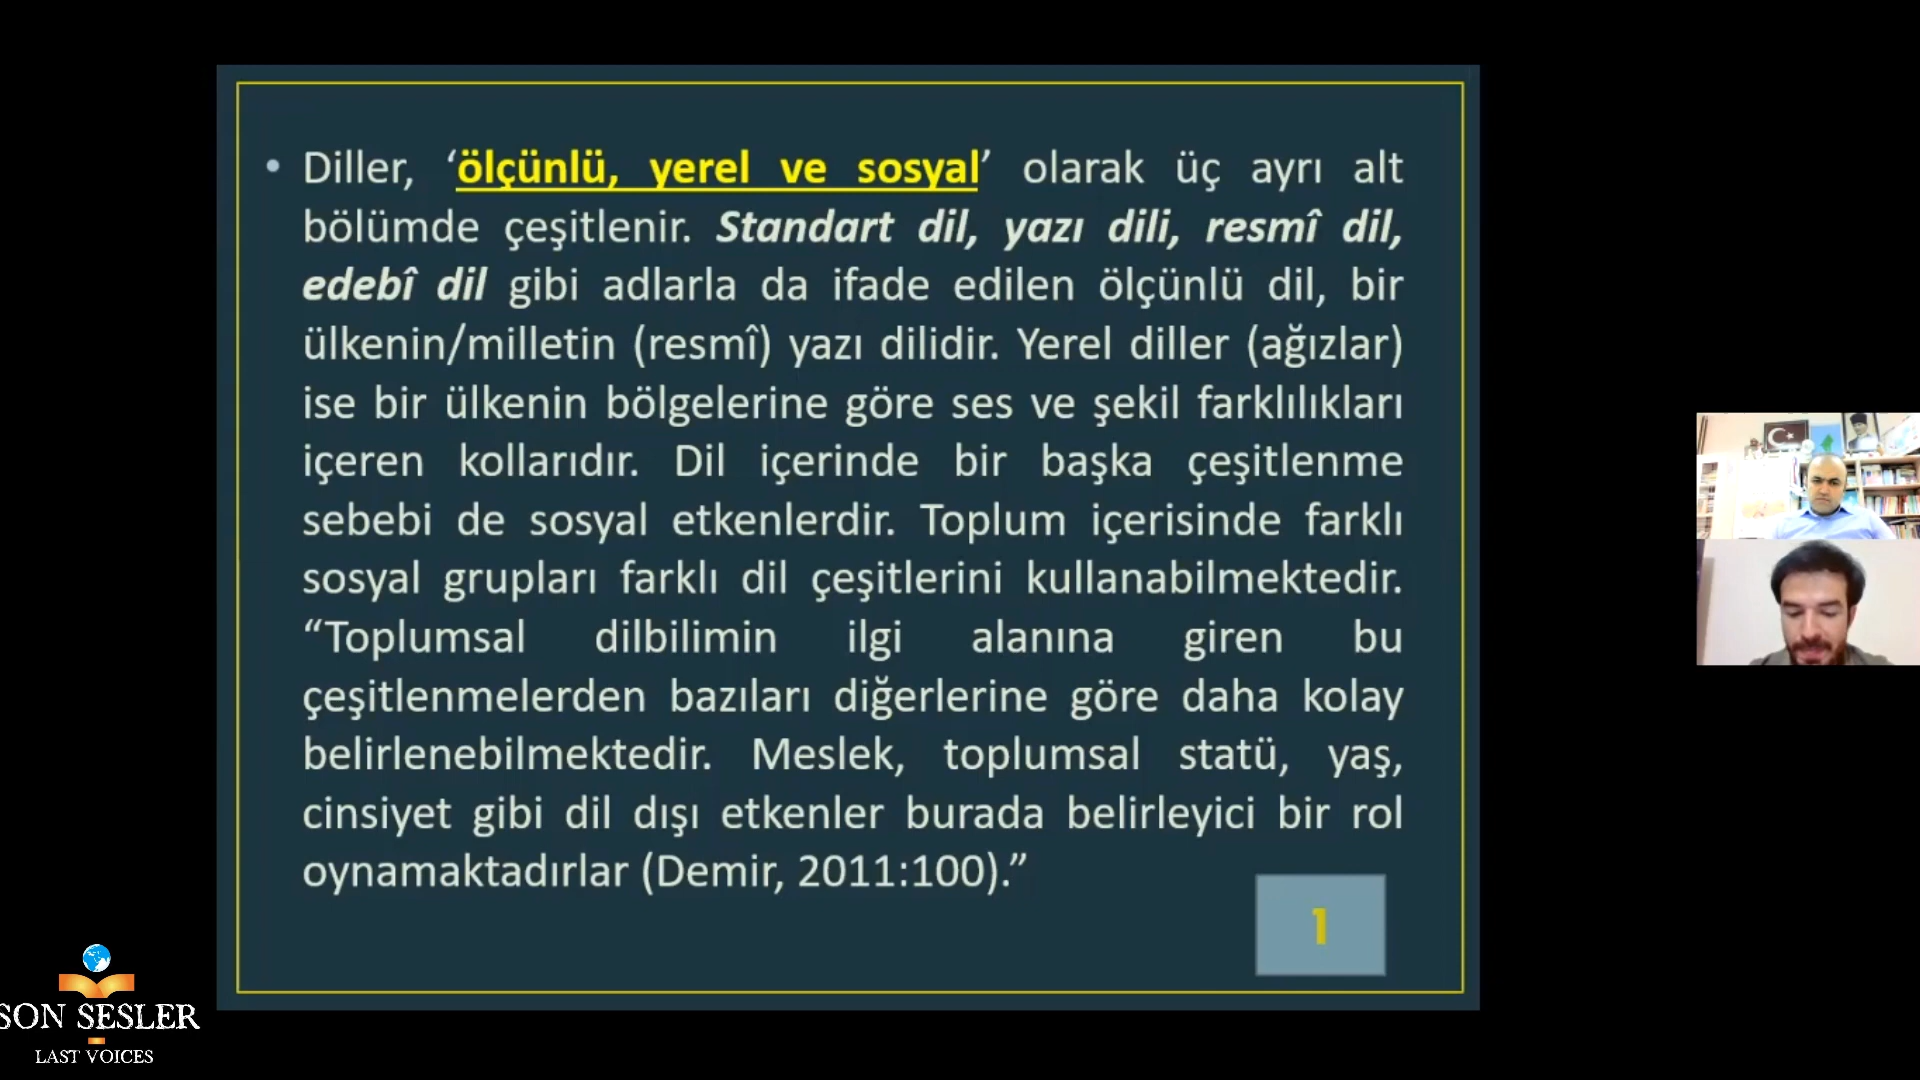 • Diller, ‘ölçünlü, yerel ve sosyal’ olarak üç ayrı alt
bölümde çeşitlenir. Standart dil, yazı dili, resmî dil,
edebî dil gibi adlarla da ifade edilen ölçünlü dil, bir
ülkenin/milletin (resmî) yazı dilidir. Yerel diller (ağızlar)
ise bir ülkenin bölgelerine göre ses ve şekil farklılıkları
içeren kollarıdır. Dil içerinde bir başka çeşitlenme
sebebi de sosyal etkenlerdir. Toplum içerisinde farklı
sosyal grupları farklı dil çeşitlerini kullanabilmektedir.
“Toplumsal dilbilimin ilgi alanına giren bu
çeşitlenmelerden bazıları diğerlerine göre daha kolay
belirlenebilmektedir. Meslek, toplumsal statü, yaş,
cinsiyet gibi dil dışı etkenler burada belirleyici bir rol
oynamaktadırlar (Demir, 2011:100).”
1
SON SESLER
LAST VOICES